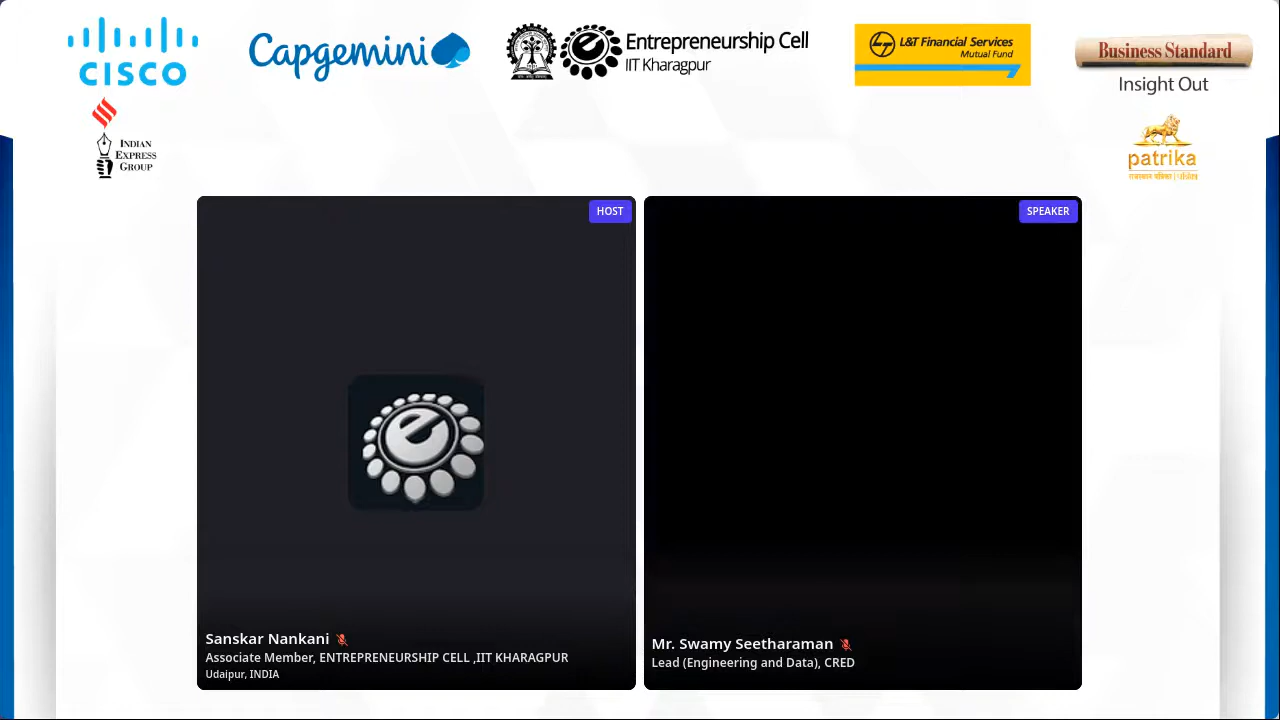 CISCO
Capgemini
Entrepreneurship Cell
IIT Kharagpur
L&T Financial Services
Mutual Fund
Business Standard
Insight Out
INDIAN
EXPRESS
GROUP
patrika
HOST
SPEAKER
e
Sanskar Nankani
Associate Member, ENTREPRENEURSHIP CELL ,IIT KHARAGPUR
Udaipur, INDIA
Mr. Swamy Seetharaman
Lead (Engineering and Data), CRED